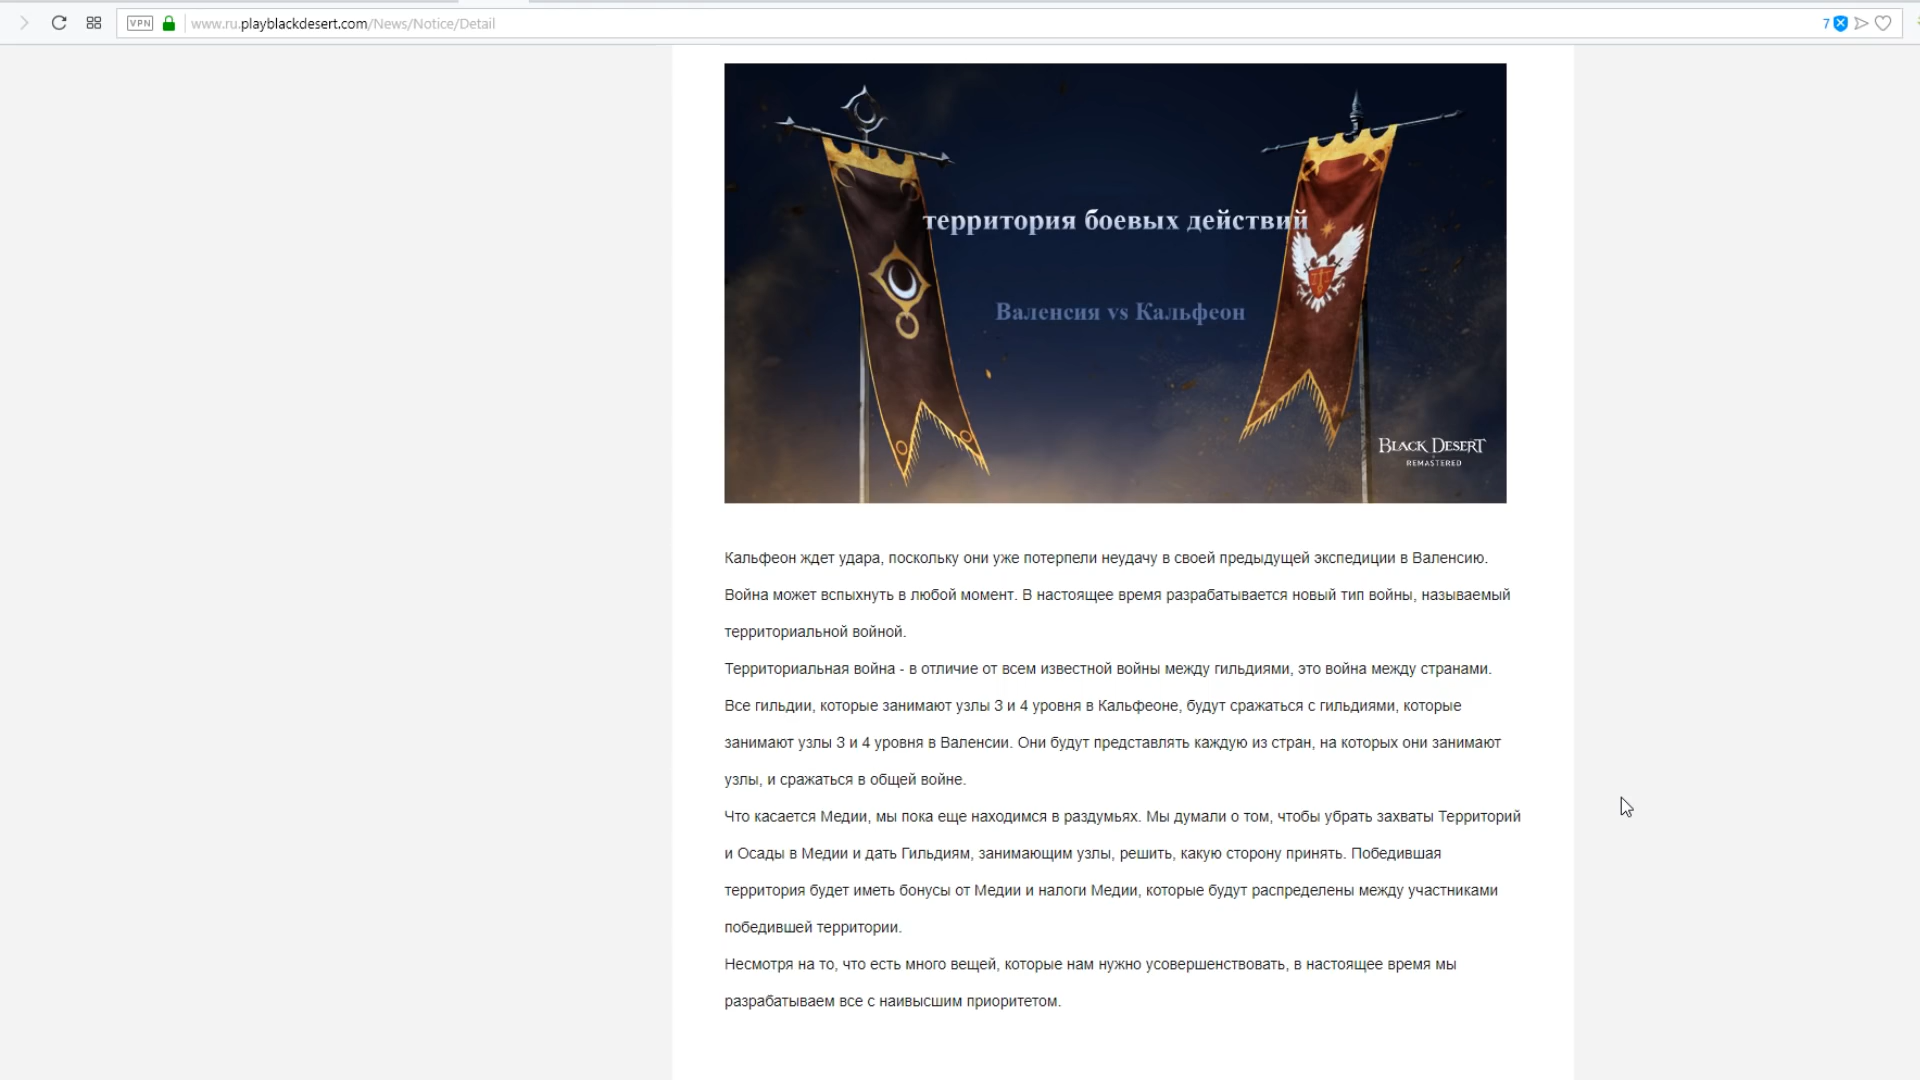 VPN
www.ru.playblackdesert.com/News/Notice/Detail
7
территория боевых действий
Валенсия vs Кальфеон
BLACK DESERT
REMASTERED
Кальфеон ждет удара, поскольку они уже потерпели неудачу в своей предыдущей экспедиции в Валенсию.
Война может вспыхнуть в любой момент. В настоящее время разрабатывается новый тип войны, называемый
территориальной войной.
Территориальная война - в отличие от всем известной войны между гильдиями, это война между странами.
Все гильдии, которые занимают узлы 3 и 4 уровня в Кальфеоне, будут сражаться с гильдиями, которые
занимают узлы 3 и 4 уровня в Валенсии. Они будут представлять каждую из стран, на которых они занимают
узлы, и сражаться в общей войне.
Что касается Медии, мы пока еще находимся в раздумьях. Мы думали о том, чтобы убрать захваты Территорий
и Осады в Медии и дать Гильдиям, занимающим узлы, решить, какую сторону принять. Победившая
территория будет иметь бонусы от Медии и налоги Медии, которые будут распределены между участниками
победившей территории.
Несмотря на то, что есть много вещей, которые нам нужно усовершенствовать, в настоящее время мы
разрабатываем все с наивысшим приоритетом.